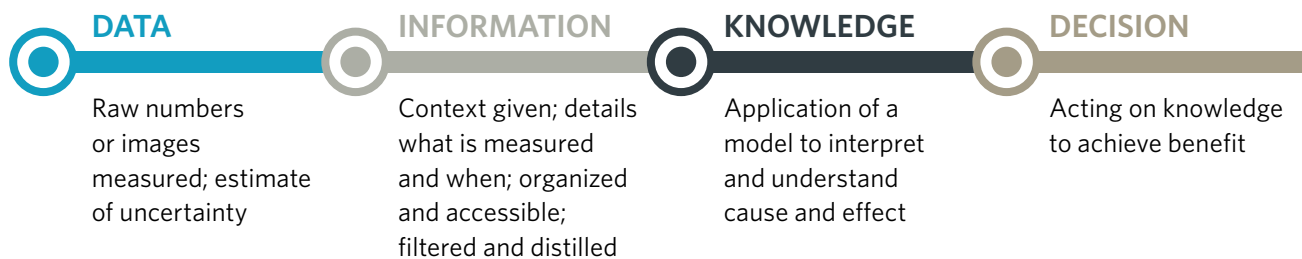 DATA
Raw numbers
or images
measured; estimate
of uncertainty
INFORMATION
Context given; details
what is measured
and when; organized
and accessible;
filtered and distilled
KNOWLEDGE
Application of a
model to interpret
and understand
cause and effect
DECISION
Acting on knowledge
to achieve benefit